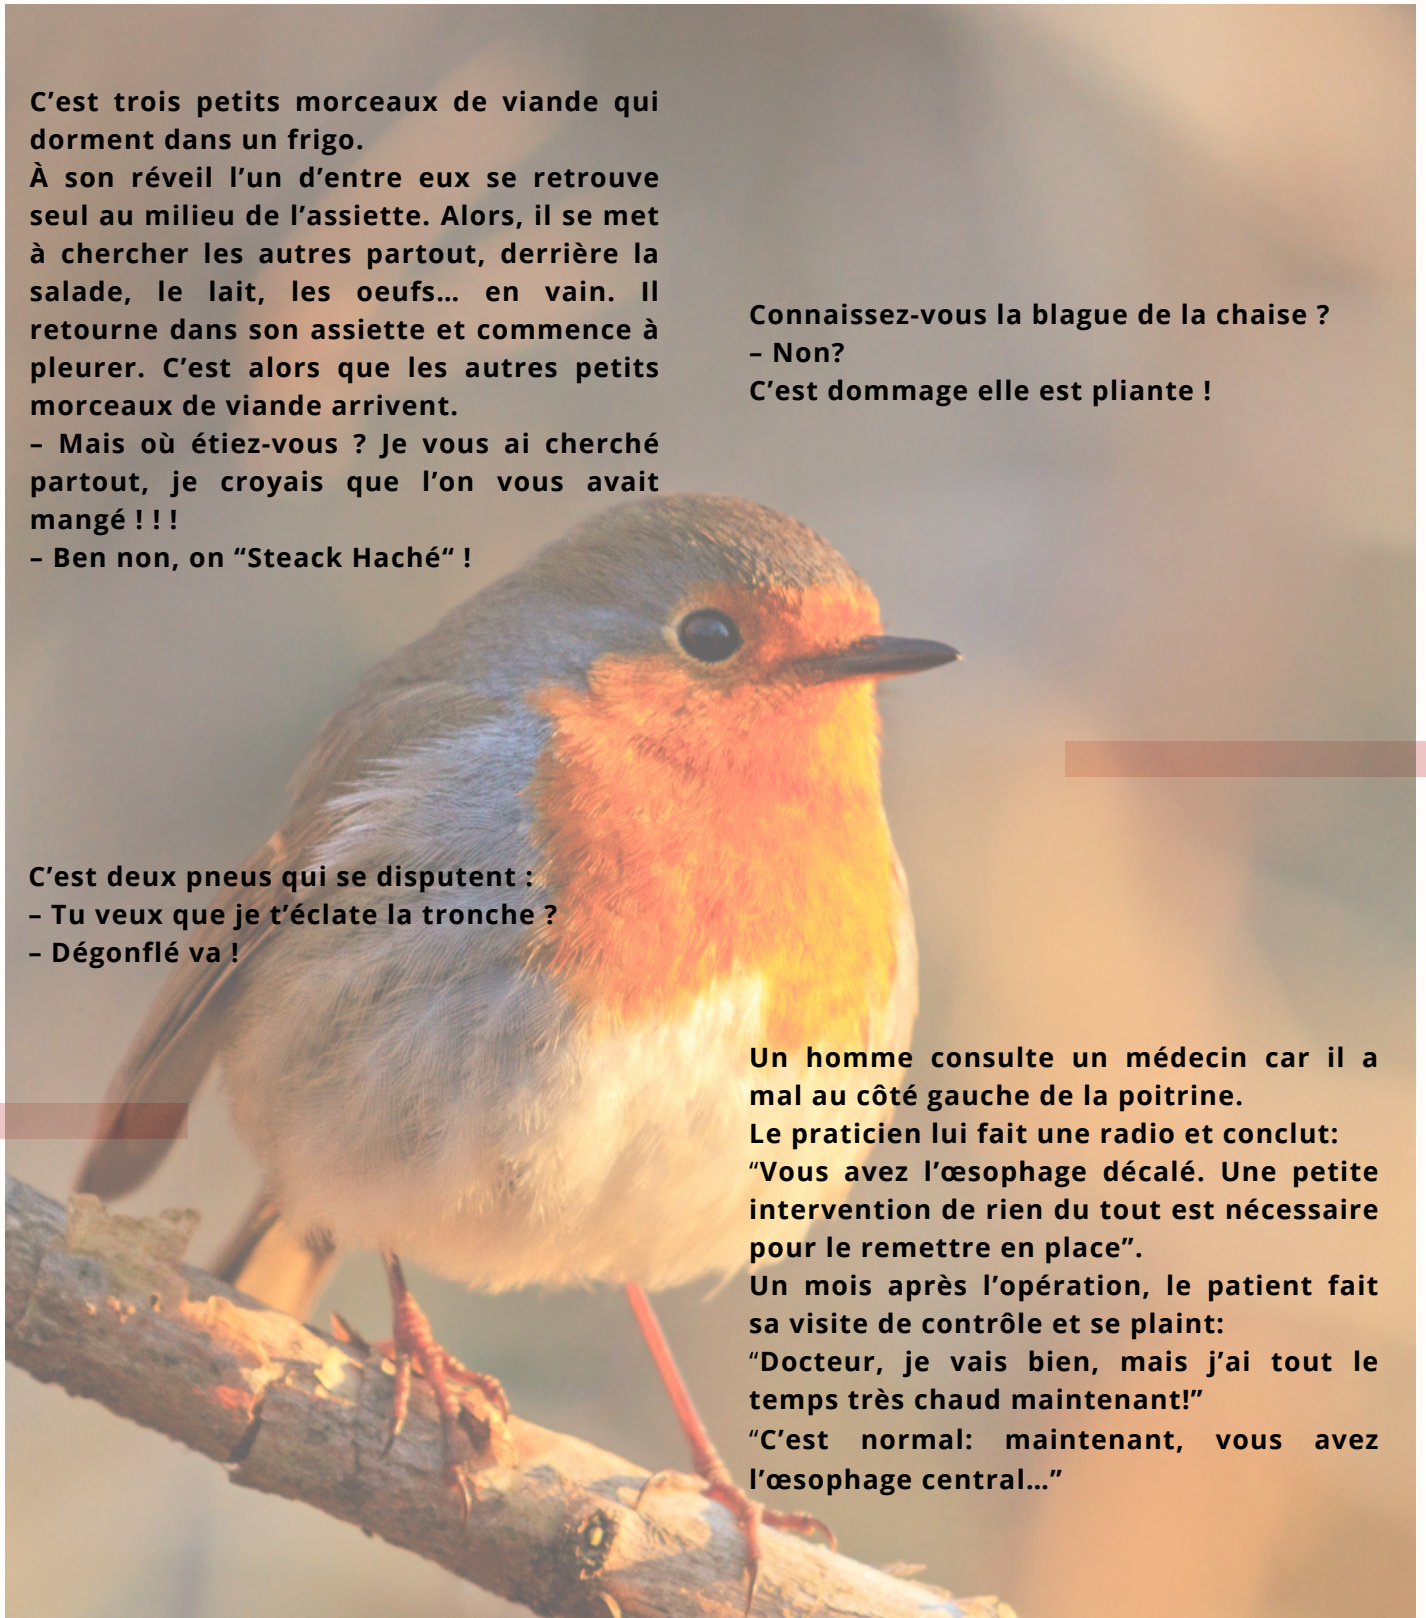 C’est trois petits morceaux de viande qui
dorment dans un frigo.
À son réveil l’un d’entre eux se retrouve
seul au milieu de l’assiette. Alors, il se met
à chercher les autres partout, derrière la
salade, le lait, les oeufs… en vain. Il
retourne dans son assiette et commence à
pleurer. C’est alors que les autres petits
morceaux de viande arrivent.
– Mais où étiez-vous ? Je vous ai cherché
partout, je croyais que l’on vous avait
mangé ! ! !
– Ben non, on “Steack Haché“ !
Connaissez-vous la blague de la chaise ?
– Non?
C’est dommage elle est pliante !
C’est deux pneus qui se disputent :
– Tu veux que je t’éclate la tronche ?
– Dégonflé va !
Un homme consulte un médecin car il a
mal au côté gauche de la poitrine.
Le praticien lui fait une radio et conclut:
“Vous avez l’œsophage décalé. Une petite
intervention de rien du tout est nécessaire
pour le remettre en place”.
Un mois après l’opération, le patient fait
sa visite de contrôle et se plaint:
“Docteur, je vais bien, mais j’ai tout le
temps très chaud maintenant!”
“C’est normal: maintenant, vous avez
l’œsophage central…”